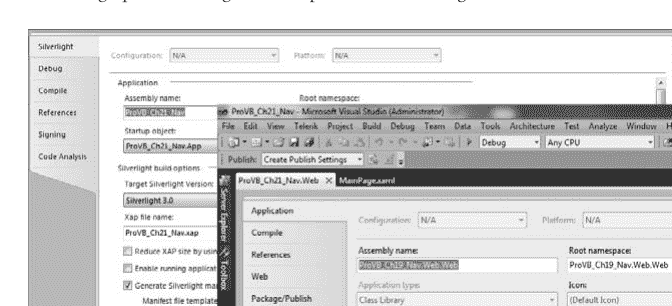 Silverlight
Configuration: N/A Platform: N/A
Debug
Application
Compile
Assembly name: Root namespace:
References
ProVB_Ch21_Nav
ProVB_Ch21_Nav - Microsoft Visual Studio (Administrator)
Signing
Startup object:
File Edit View Telerik Project Build Debug Team Data Tools Architecture Test Analyze Window
ProVB_Ch21_Nav.App
Debug Any CPU
Code Analysis
Silverlight build options
Publish: Create Publish Settings
Target Silverlight Version:
ProVB_Ch21_Nav.Web MainPage.xaml
Silverlight 3.0
Server Explorer
Toolbox
Application
Xap file name:
Configuration: N/A Platform: N/A
ProVB_Ch21_Nav.xap
Compile
Reduce XAP size by
References
Assembly name: Root namespace:
Enable running
ProVB_Ch19_Nav.Web.Web ProVB_Ch19_Nav.Web
Web
Generate Silverlight
Application type: Icon:
Manifest file template
Package/Publish
Class Library (Default Icon)